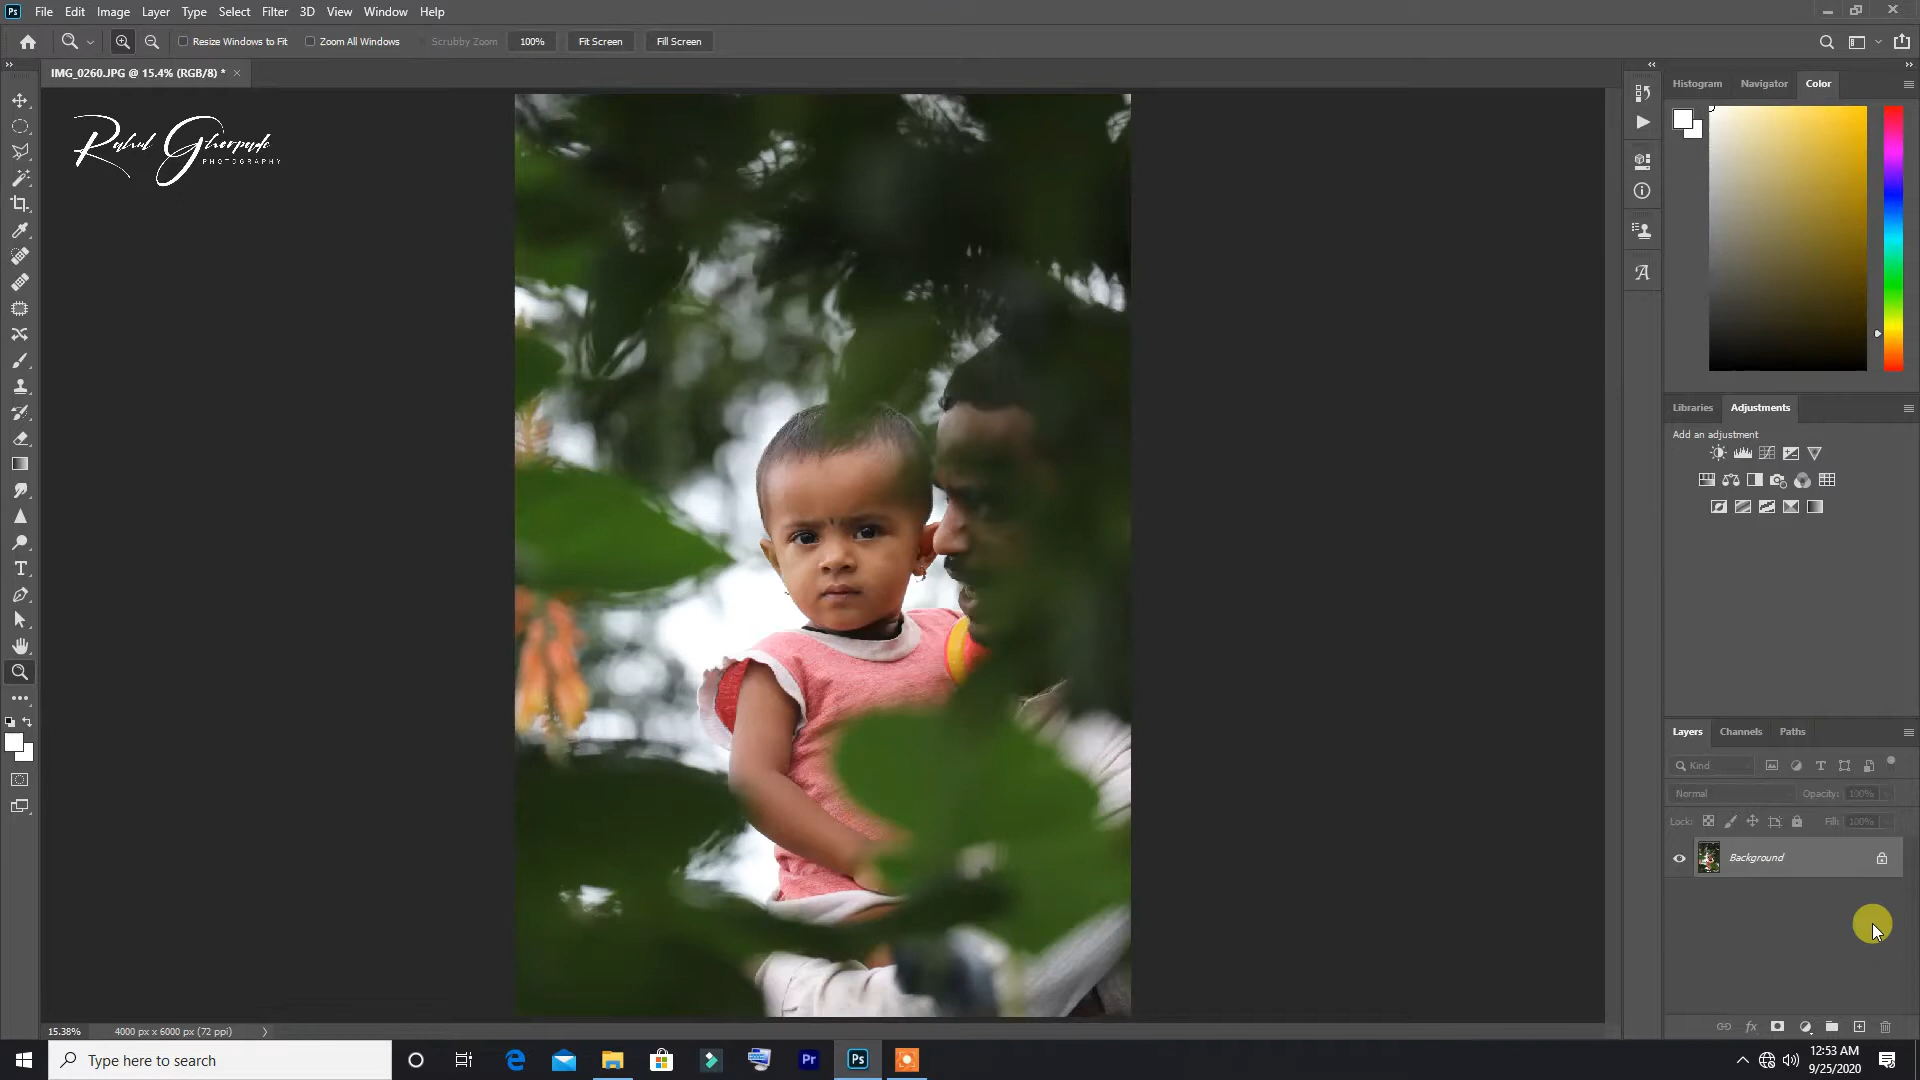 Ps File Edit Image Layer Type Select Filter 3D View Window Help
Resize Windows to Fit Zoom All Windows Scrubby Zoom 100% Fit Screen Fill Screen
IMG_0260.JPG @ 15.4% (RGB/8) * ×
Rahul Ghorpade
PHOTOGRAPHY
Histogram Navigator Color
Libraries Adjustments
Add an adjustment
Layers Channels Paths
Kind
Normal Opacity: 100%
Lock: Fill: 100%
Background
15.38% 4000 px x 6000 px (72 ppi)
Type here to search
Pr
Ps
12:53 AM
9/25/2020